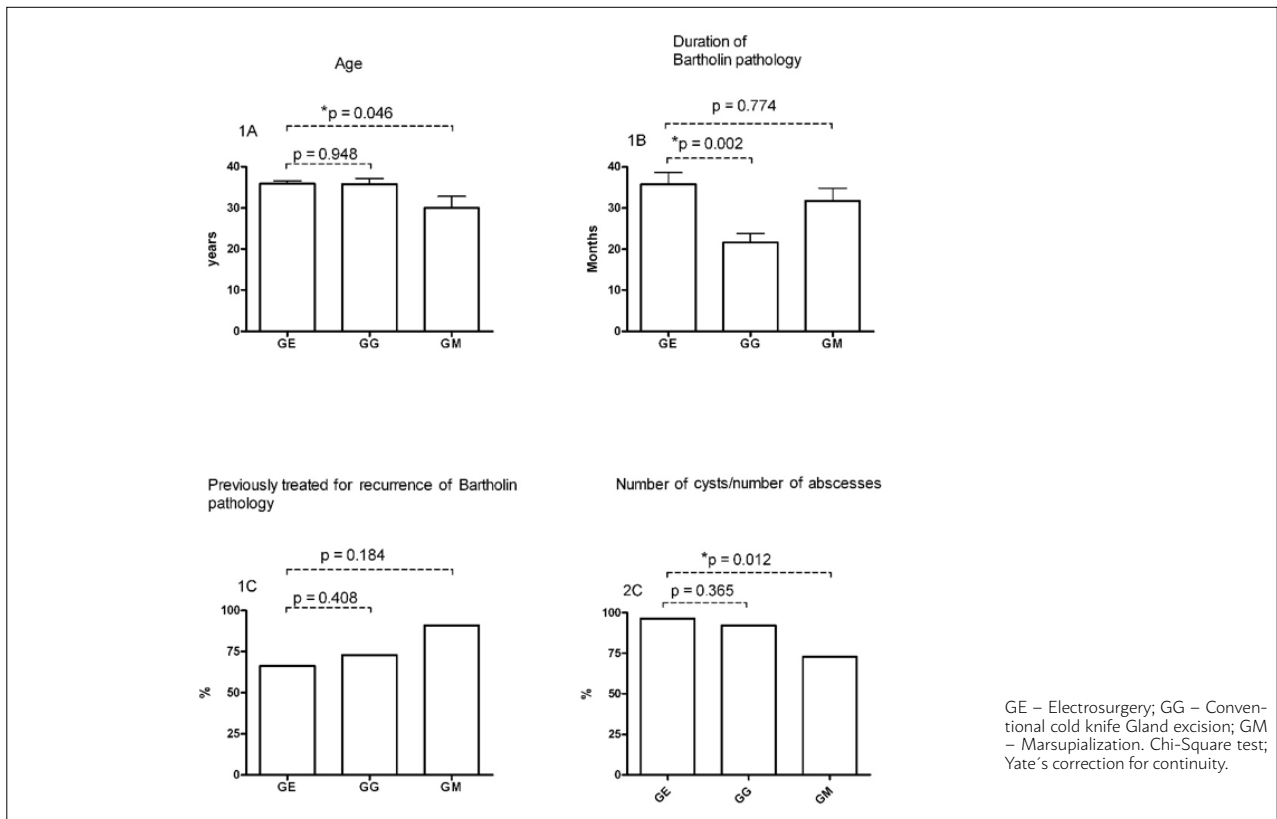 Age
*p = 0.046
1A
p = 0.948
40
30
20
10
0
years
GE GG GM
Duration of
Bartholin pathology
p = 0.774
1B
*p = 0.002
40
30
20
10
0
Months
GE GG GM
Previously treated for recurrence of Bartholin
pathology
p = 0.184
1C
p = 0.408
100
75
50
25
0
%
GE GG GM
Number of cysts/number of abscesses
*p = 0.012
2C
p = 0.365
100
75
50
25
0
%
GE GG GM
GE – Electrosurgery; GG – Conven-
tional cold knife Gland excision; GM
– Marsupialization. Chi-Square test;
Yate´s correction for continuity.